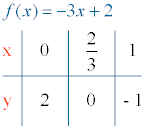 f(x) = -3x + 2
x 0 2/3 1
y 2 0 -1